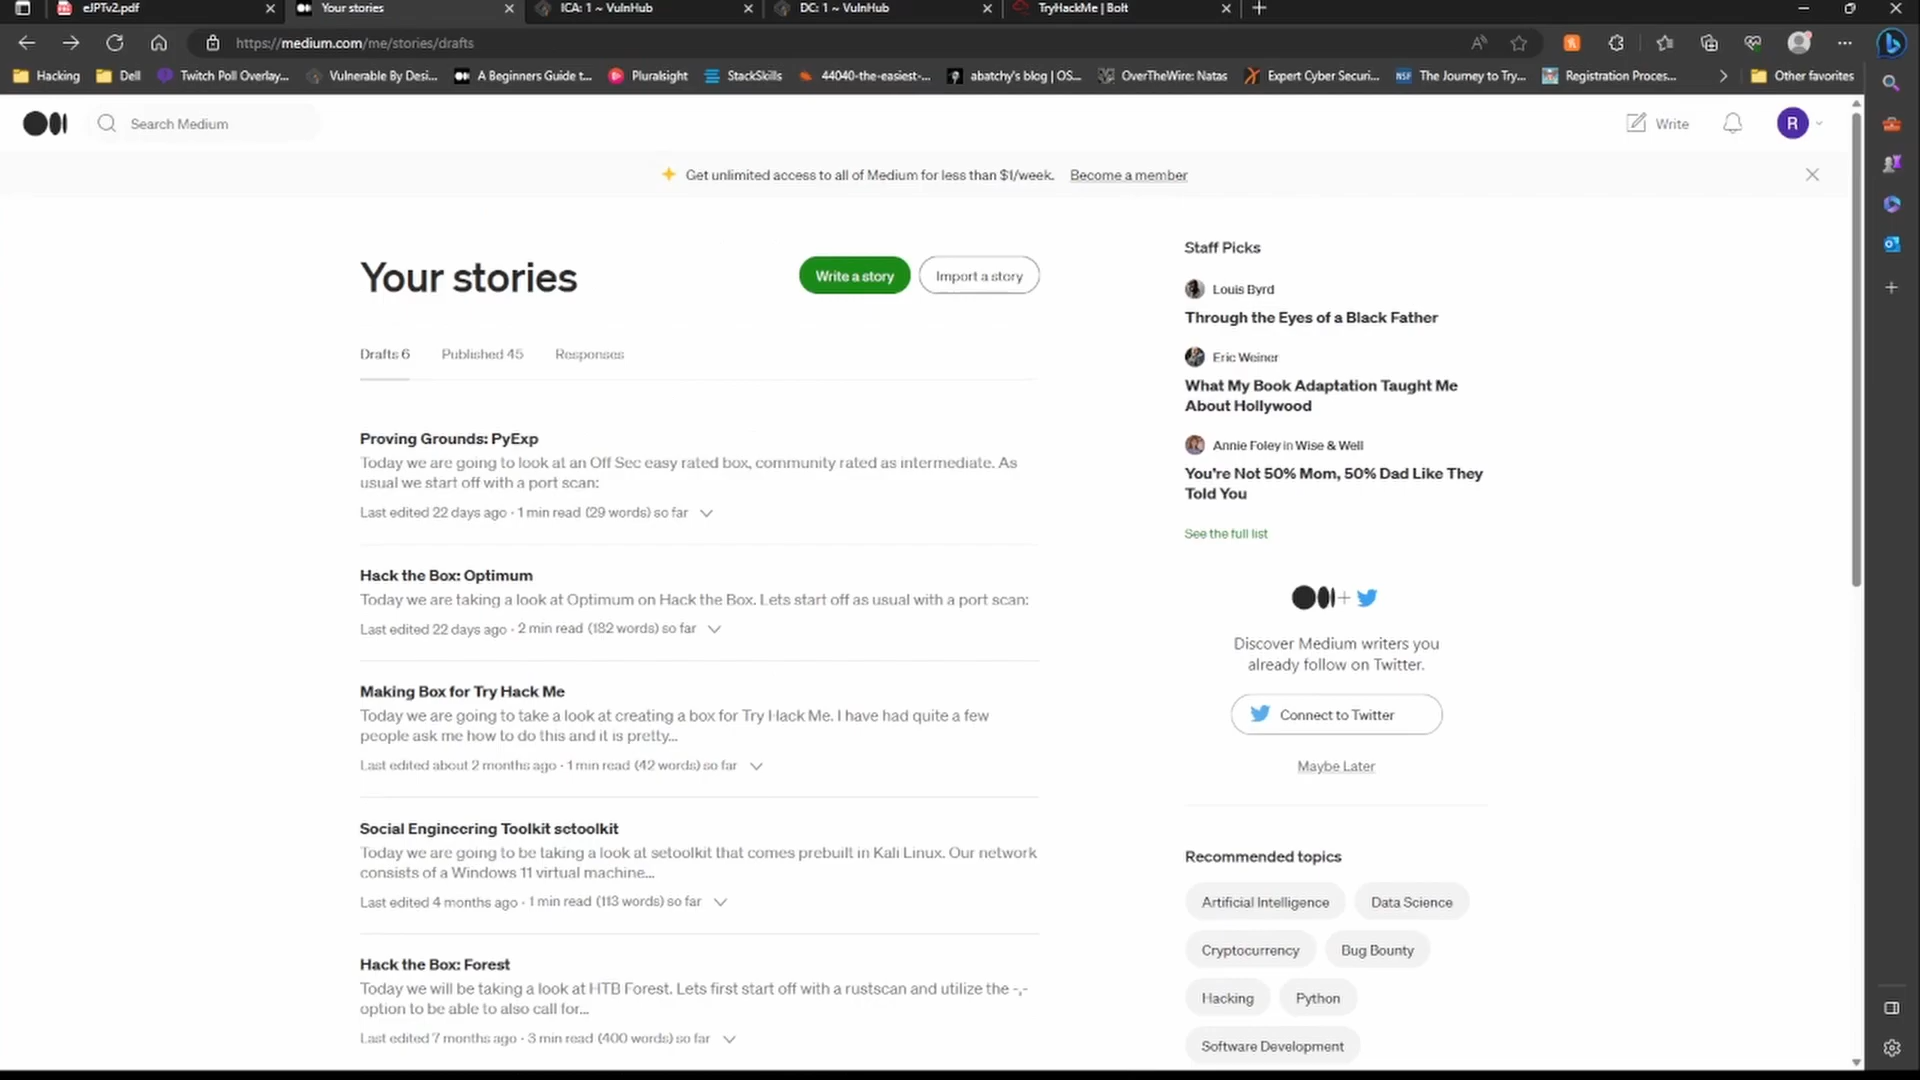 eJPTv2.pdf
Your stories
ICA: 1 ~ VulnHub
DC: 1 ~ VulnHub
TryHackMe | Bolt
https://medium.com/me/stories/drafts
Hacking
Dell
Twitch Poll Overlay...
Vulnerable By Desi...
A Beginners Guide t...
Pluralsight
StackSkills
44040-the-easiest-...
abatchy's blog | OS...
OverTheWire: Natas
Expert Cyber Securi...
The Journey to Try...
Registration Proces...
Other favorites
Search Medium
Write
R
Get unlimited access to all of Medium for less than $1/week. Become a member
Your stories
Write a story
Import a story
Drafts 6
Published 45
Responses
Proving Grounds: PyExp
Today we are going to look at an Off Sec easy rated box, community rated as intermediate. As
usual we start off with a port scan:
Last edited 22 days ago · 1 min read (29 words) so far
Hack the Box: Optimum
Today we are taking a look at Optimum on Hack the Box. Lets start off as usual with a port scan:
Last edited 22 days ago · 2 min read (182 words) so far
Making Box for Try Hack Me
Today we are going to take a look at creating a box for Try Hack Me. I have had quite a few
people ask me how to do this and it is pretty...
Last edited about 2 months ago · 1 min read (42 words) so far
Social Engineering Toolkit setoolkit
Today we are going to be taking a look at setoolkit that comes prebuilt in Kali Linux. Our network
consists of a Windows 11 virtual machine...
Last edited 4 months ago · 1 min read (113 words) so far
Hack the Box: Forest
Today we will be taking a look at HTB Forest. Lets first start off with a rustscan and utilize the -,-
option to be able to also call for...
Last edited 7 months ago · 3 min read (400 words) so far
Staff Picks
Louis Byrd
Through the Eyes of a Black Father
Eric Weiner
What My Book Adaptation Taught Me
About Hollywood
Annie Foley in Wise & Well
You're Not 50% Mom, 50% Dad Like They
Told You
See the full list
Discover Medium writers you
already follow on Twitter.
Connect to Twitter
Maybe Later
Recommended topics
Artificial Intelligence
Data Science
Cryptocurrency
Bug Bounty
Hacking
Python
Software Development